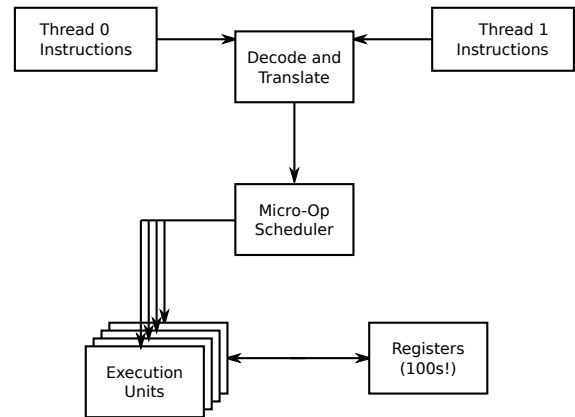 Thread 0
Instructions
Thread 1
Instructions
Decode and
Translate
Micro-Op
Scheduler
Execution
Units
Registers
(100s!)